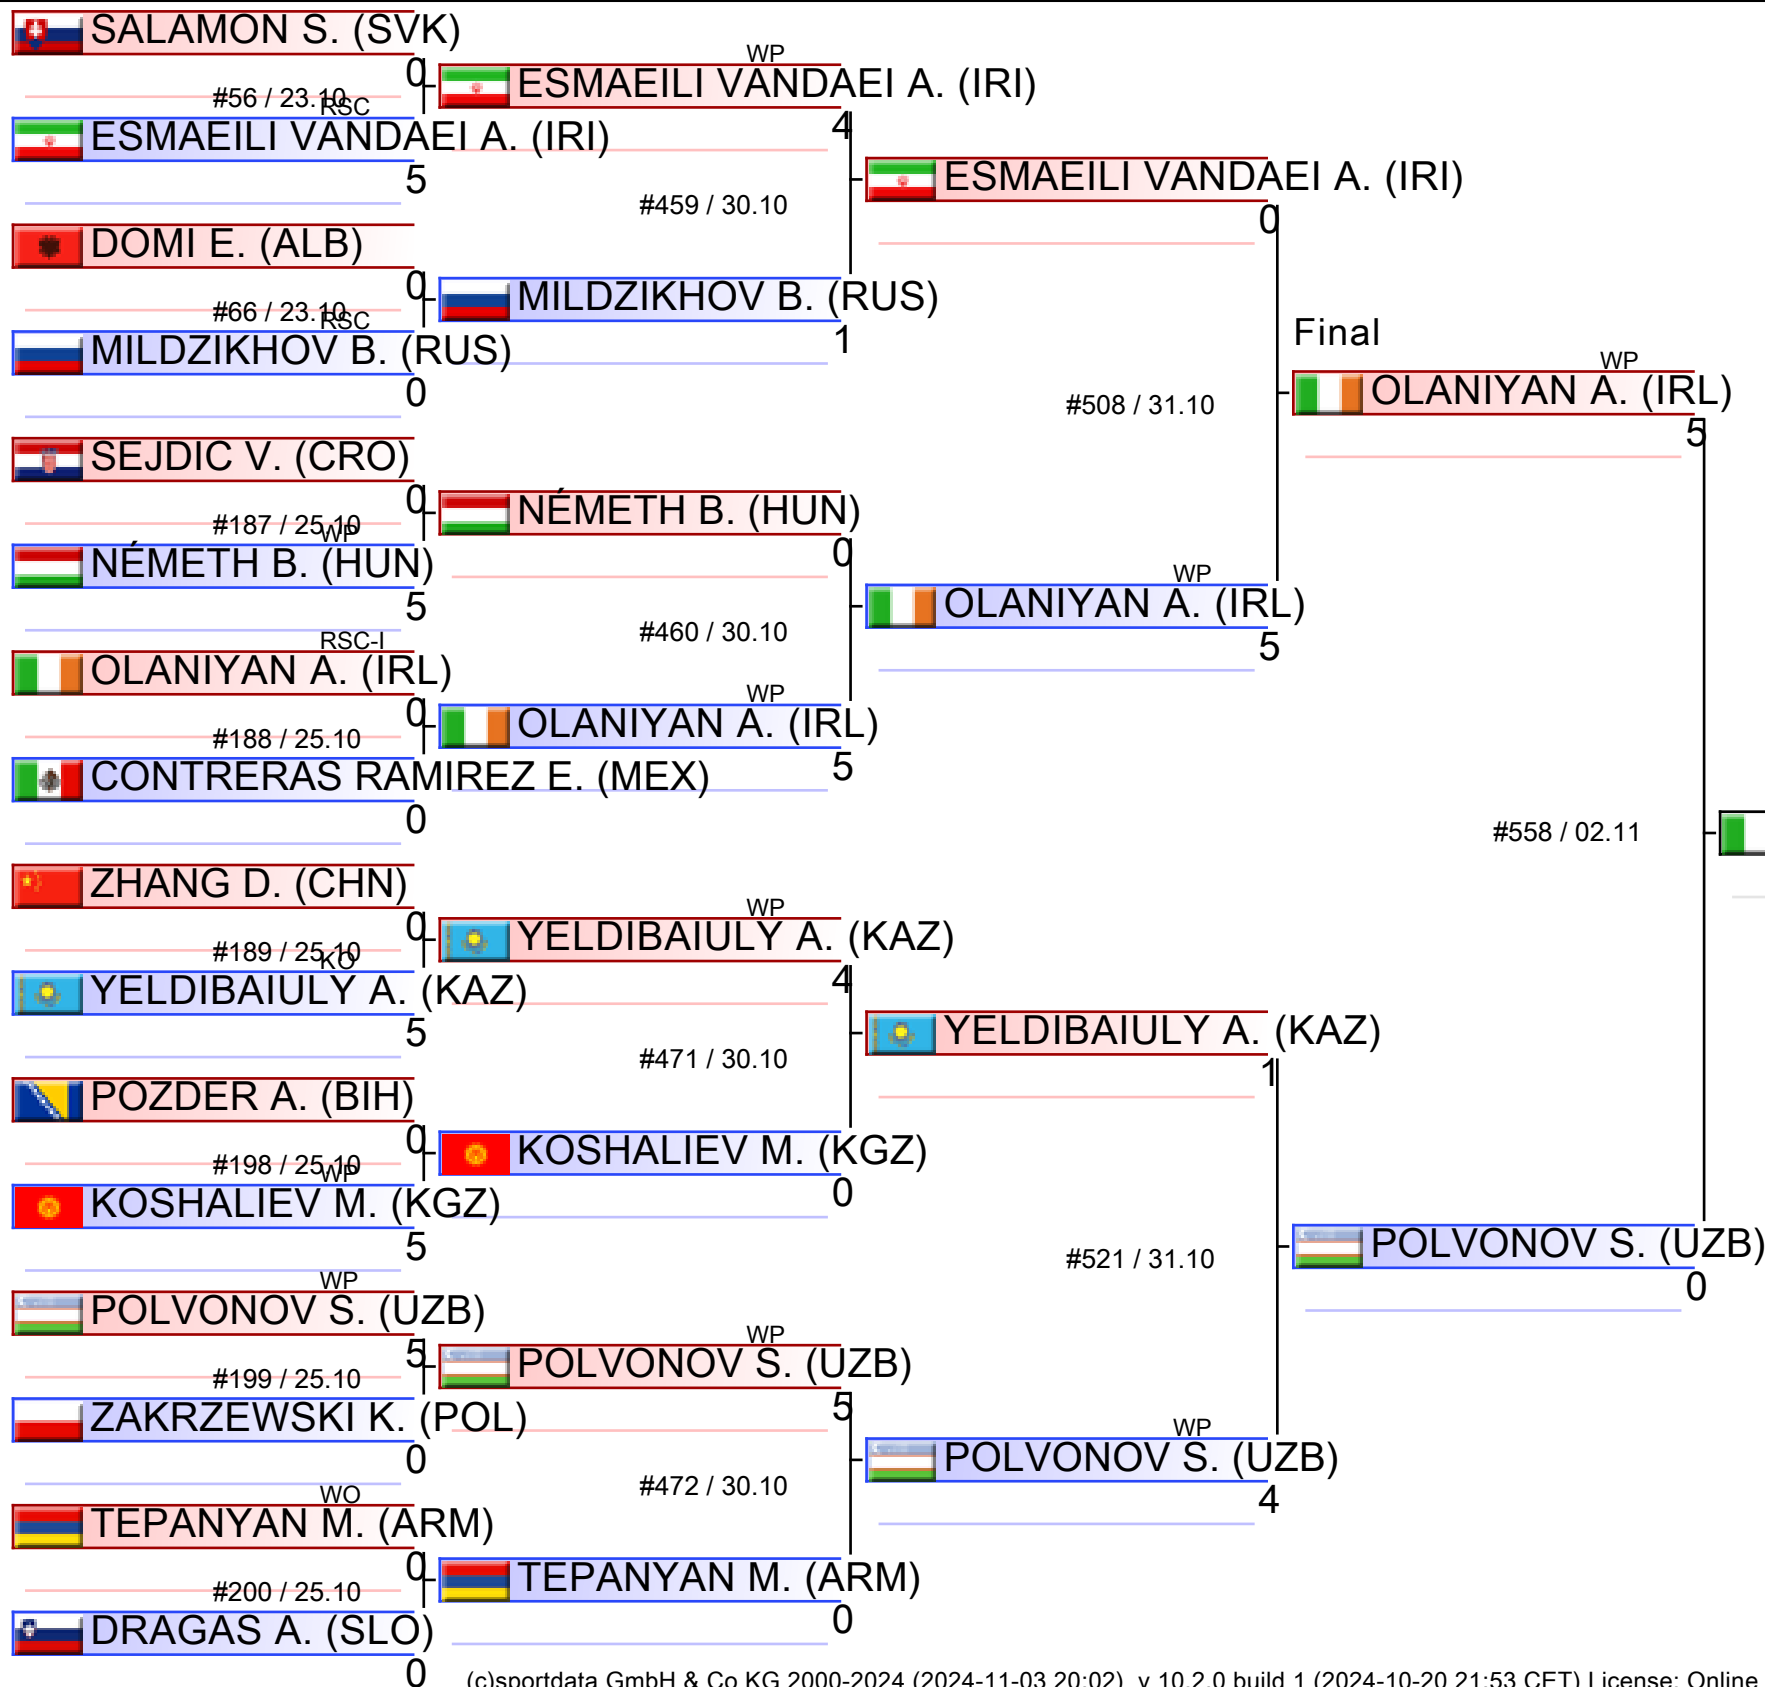 SALAMON S. (SVK)
0
#56 / 23.10
RSC
ESMAEILI VANDAEI A. (IRI)
5
DOMI E. (ALB)
0
#66 / 23.10
RSC
MILDZIKHOV B. (RUS)
0
SEJDIC V. (CRO)
0
#187 / 25.10
WP
NÉMETH B. (HUN)
5
RSC-I
OLANIYAN A. (IRL)
0
#188 / 25.10
CONTRERAS RAMIREZ E. (MEX)
0
ZHANG D. (CHN)
0
#189 / 25.10
KO
YELDIBAIULY A. (KAZ)
5
POZDER A. (BIH)
0
#198 / 25.10
WP
KOSHALIEV M. (KGZ)
5
WP
POLVONOV S. (UZB)
5
#199 / 25.10
ZAKRZEWSKI K. (POL)
0
WO
TEPANYAN M. (ARM)
0
#200 / 25.10
DRAGAS A. (SLO)
0
WP
ESMAEILI VANDAEI A. (IRI)
4
#459 / 30.10
MILDZIKHOV B. (RUS)
1
NÉMETH B. (HUN)
0
#460 / 30.10
WP
OLANIYAN A. (IRL)
5
WP
YELDIBAIULY A. (KAZ)
4
#471 / 30.10
KOSHALIEV M. (KGZ)
0
WP
POLVONOV S. (UZB)
5
#472 / 30.10
TEPANYAN M. (ARM)
0
ESMAEILI VANDAEI A. (IRI)
0
#508 / 31.10
WP
OLANIYAN A. (IRL)
5
YELDIBAIULY A. (KAZ)
1
#521 / 31.10
WP
POLVONOV S. (UZB)
4
Final
WP
OLANIYAN A. (IRL)
5
#558 / 02.11
POLVONOV S. (UZB)
0
(c)sportdata GmbH & Co KG 2000-2024 (2024-11-03 20:02) v 10.2.0 build 1 (2024-10-20 21:53 CET) License: Online